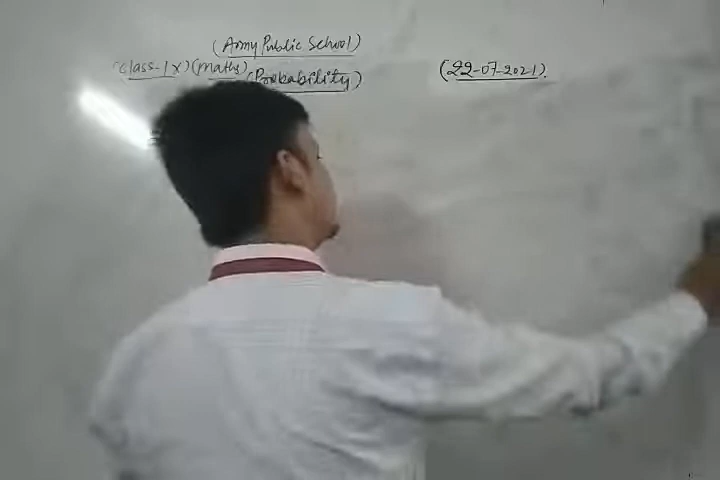 (Army Public School)
(Class-IX) (Maths) (Probability) (22-07-2021)